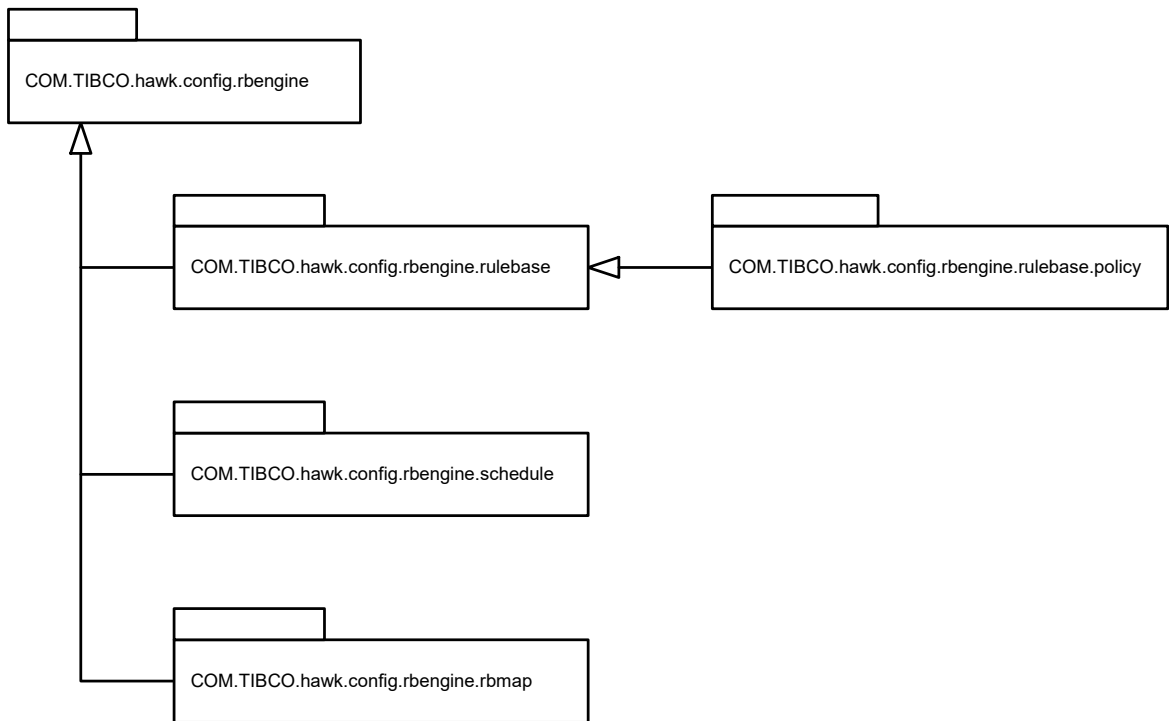 COM.TIBCO.hawk.config.rbengine
COM.TIBCO.hawk.config.rbengine.rulebase
COM.TIBCO.hawk.config.rbengine.rulebase.policy
COM.TIBCO.hawk.config.rbengine.schedule
COM.TIBCO.hawk.config.rbengine.rbmap